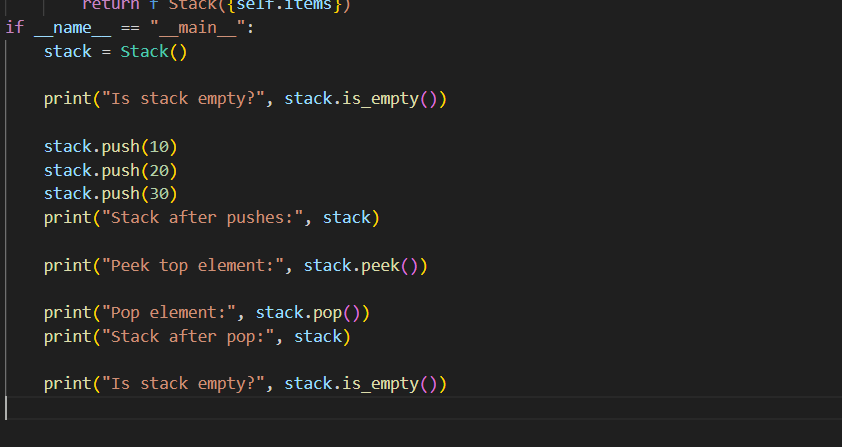 return f"Stack({self.items})
if __name__ == "__main__":
stack = Stack()
print("Is stack empty?", stack.is_empty())
stack.push(10)
stack.push(20)
stack.push(30)
print("Stack after pushes:", stack)
print("Peek top element:", stack.peek())
print("Pop element:", stack.pop())
print("Stack after pop:", stack)
print("Is stack empty?", stack.is_empty())